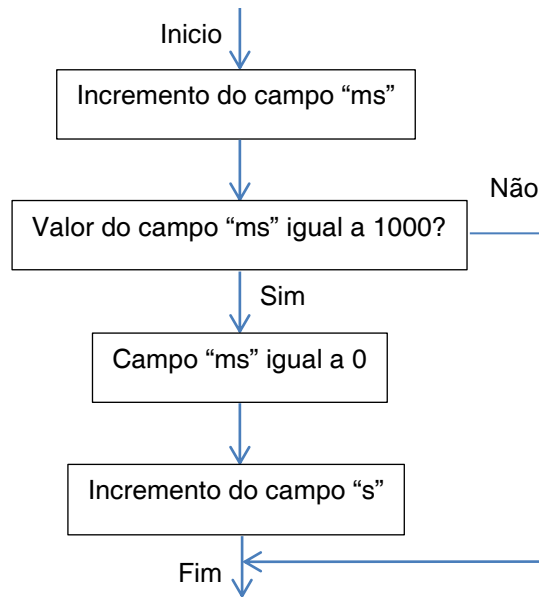 Inicio
Incremento do campo “ms”
Não
Valor do campo “ms” igual a 1000?
Sim
Campo “ms” igual a 0
Incremento do campo “s”
Fim